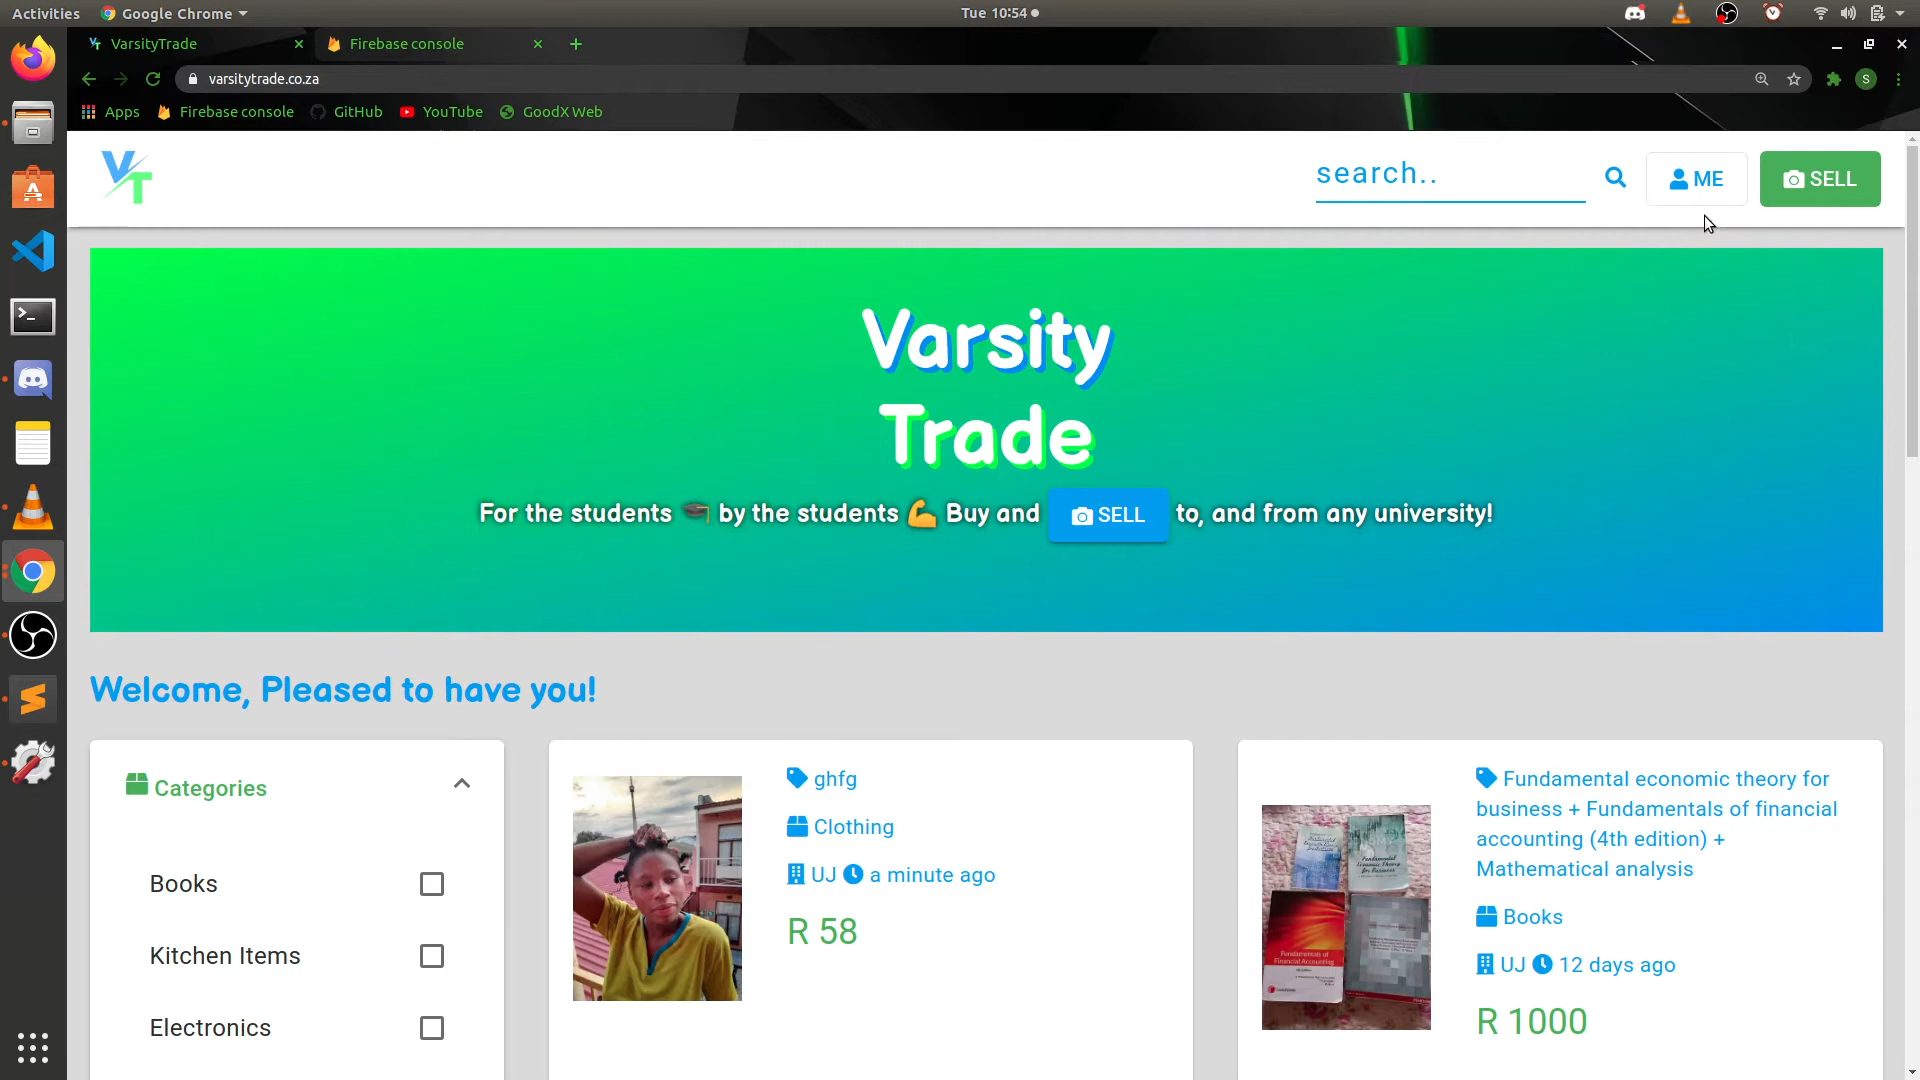 Activities
Google Chrome
Tue 10:54
VarsityTrade
Firebase console
varsitytrade.co.za
S
Apps
Firebase console
GitHub
YouTube
GoodX Web
VT
search..
ME
SELL
Varsity
Trade
For the students 🎓 by the students 💪 Buy and SELL to, and from any university!
Welcome, Pleased to have you!
Categories
Books
Kitchen Items
Electronics
ghfg
Clothing
UJ a minute ago
R 58
Fundamental economic theory for
business + Fundamentals of financial
accounting (4th edition) +
Mathematical analysis
Books
UJ 12 days ago
R 1000